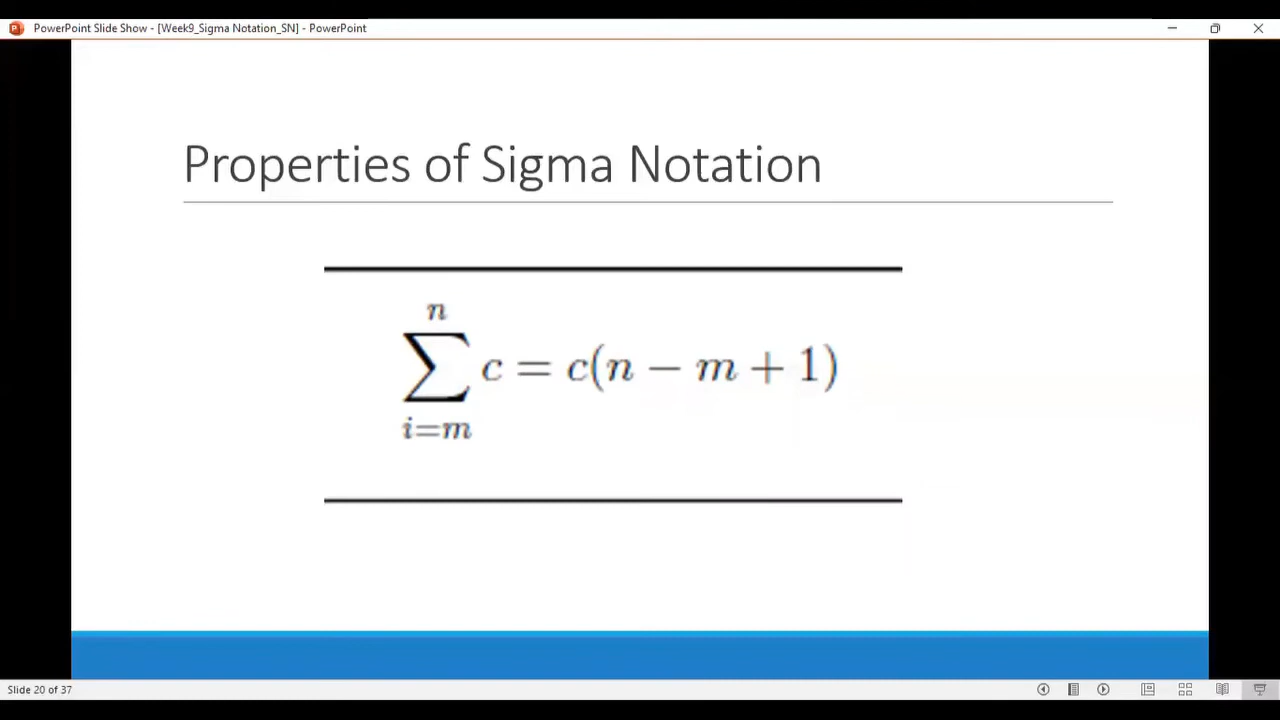 PowerPoint Slide Show - [Week9_Sigma Notation_SN] - PowerPoint
Properties of Sigma Notation
n
∑ c = c(n − m + 1)
i=m
Slide 20 of 37